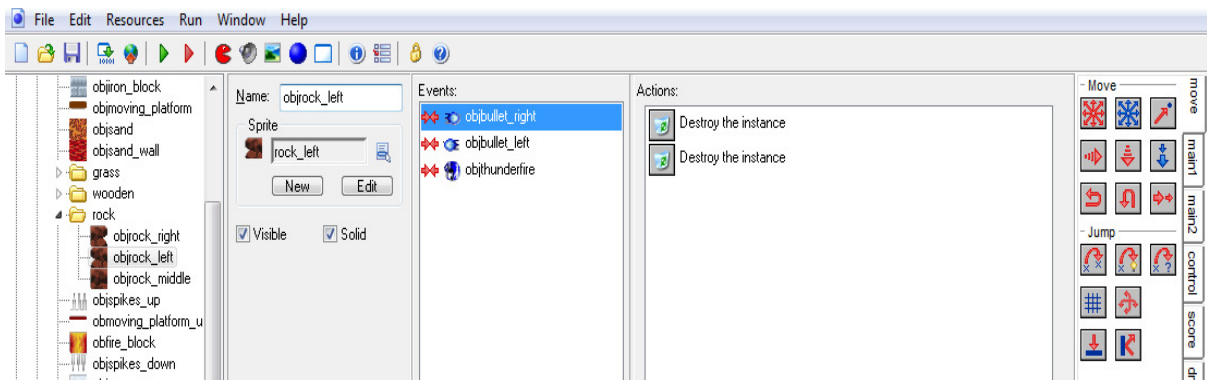 File Edit Resources Run Window Help
objiron_block
objmoving_platform
objsand
objsand_wall
grass
wooden
rock
objrock_right
objrock_left
objrock_middle
objspikes_up
obmoving_platform_u
obfire_block
objspikes_down
Name: objrock_left
Sprite
rock_left
New Edit
Visible Solid
Events:
objbullet_right
objbullet_left
objthunderfire
Actions:
Destroy the instance
Destroy the instance
Move
Jump
move
main1
main2
control
score